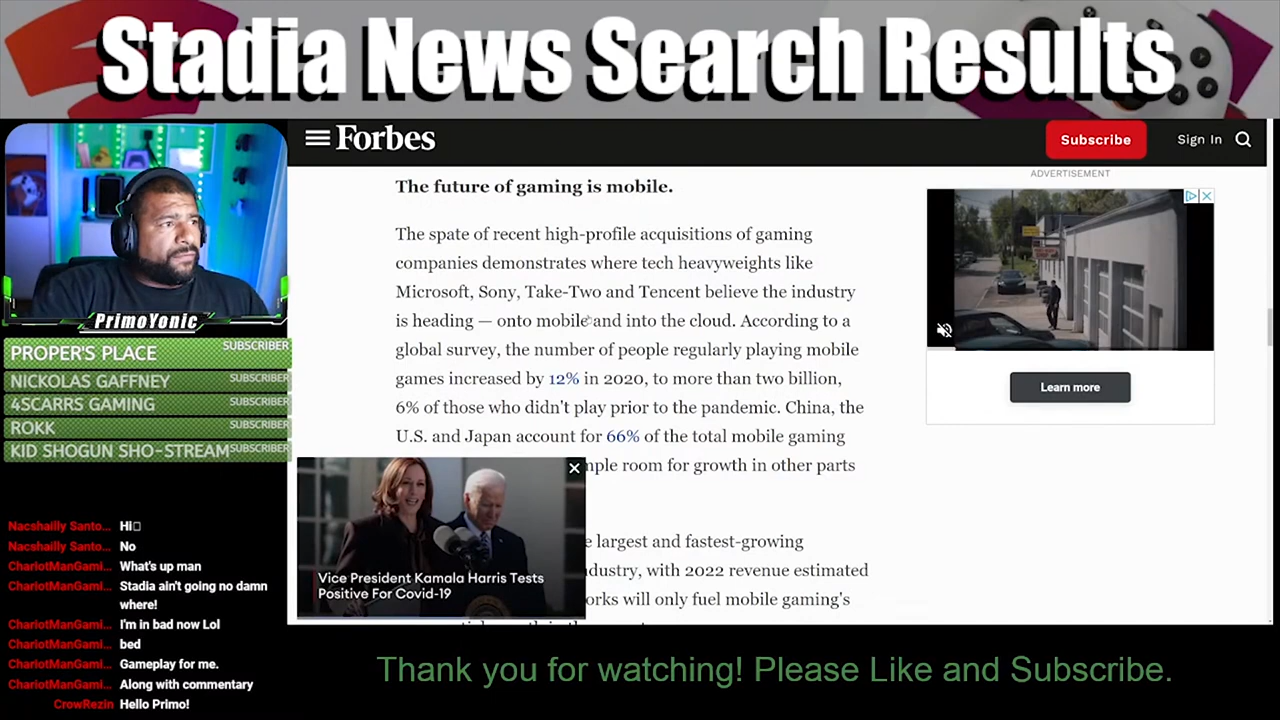 Stadia News Search Results
Forbes
Subscribe
Sign In
ADVERTISEMENT
The future of gaming is mobile.
The spate of recent high-profile acquisitions of gaming
companies demonstrates where tech heavyweights like
Microsoft, Sony, Take-Two and Tencent believe the industry
is heading — onto mobile and into the cloud. According to a
global survey, the number of people regularly playing mobile
games increased by 12% in 2020, to more than two billion,
6% of those who didn't play prior to the pandemic. China, the
U.S. and Japan account for 66% of the total mobile gaming
room for growth in other parts
largest and fastest-growing
with 2022 revenue estimated
will only fuel mobile gaming's
Learn more
Vice President Kamala Harris Tests
Positive For Covid-19
PrimoYonic
PROPER'S PLACE SUBSCRIBER
NICKOLAS GAFFNEY SUBSCRIBER
4SCARRS GAMING SUBSCRIBER
ROKK SUBSCRIBER
KID SHOGUN SHO-STREAM SUBSCRIBER
Nacshailly Santo... Hi
Nacshailly Santo... No
CharliotManGami... What's up man
CharliotManGami... Stadia ain't going no damn
where!
CharliotManGami... I'm in bad now Lol
CharliotManGami... bed
CharliotManGami... Gameplay for me.
CharliotManGami... Along with commentary
CrowRezin Hello Primo!
Thank you for watching! Please Like and Subscribe.